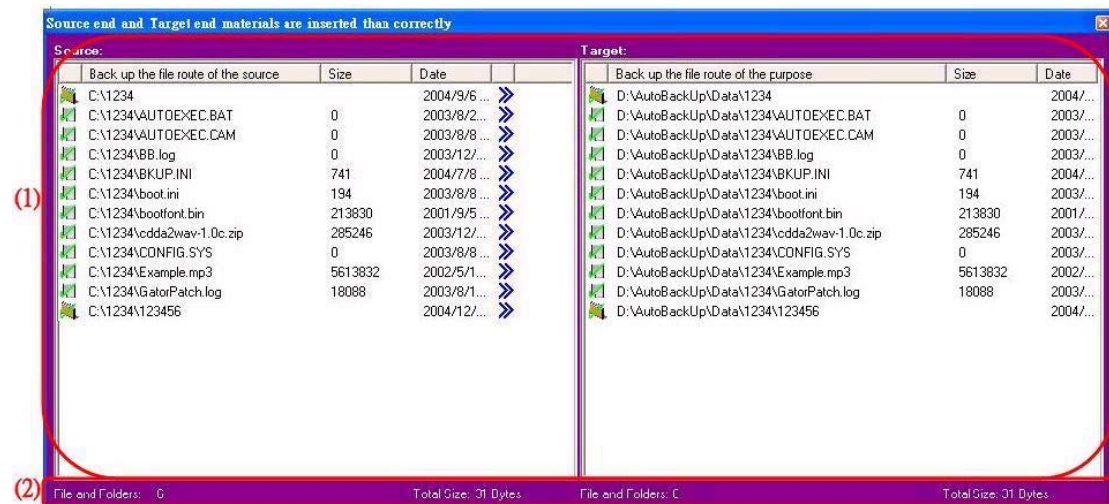 Source end and Target end materials are inserted than correctly
Source: Target:
Back up the file route of the source Size Date Back up the file route of the purpose Size Date
C:\1234 2004/9/6 ... D:\AutoBackUp\Data\1234 2004/...
C:\1234\AUTOEXEC.BAT 0 2003/8/2... D:\AutoBackUp\Data\1234\AUTOEXEC.BAT 0 2003/...
C:\1234\AUTOEXEC.CAM 0 2003/8/8 ... D:\AutoBackUp\Data\1234\AUTOEXEC.CAM 0 2003/...
C:\1234\BB.log 0 2003/12/... D:\AutoBackUp\Data\1234\BB.log 0 2003/...
C:\1234\BKUP.INI 741 2004/7/8 ... D:\AutoBackUp\Data\1234\BKUP.INI 741 2004/...
(1) C:\1234\boot.ini 194 2003/8/8 ... D:\AutoBackUp\Data\1234\boot.ini 194 2003/...
C:\1234\bootfont.bin 213830 2001/9/5 ... D:\AutoBackUp\Data\1234\bootfont.bin 213830 2001/...
C:\1234\cdda2wav-1.0c.zip 285246 2003/12/... D:\AutoBackUp\Data\1234\cdda2wav-1.0c.zip 285246 2003/...
C:\1234\CONFIG.SYS 0 2003/8/8 ... D:\AutoBackUp\Data\1234\CONFIG.SYS 0 2003/...
C:\1234\Example.mp3 5613832 2002/5/1... D:\AutoBackUp\Data\1234\Example.mp3 5613832 2002/...
C:\1234\GatorPatch.log 18088 2003/8/1... D:\AutoBackUp\Data\1234\GatorPatch.log 18088 2003/...
C:\1234\123456 2004/12/... D:\AutoBackUp\Data\1234\123456 2004/...
(2) File and Folders: Total Size: Bytes File and Folders: Total Size: Bytes